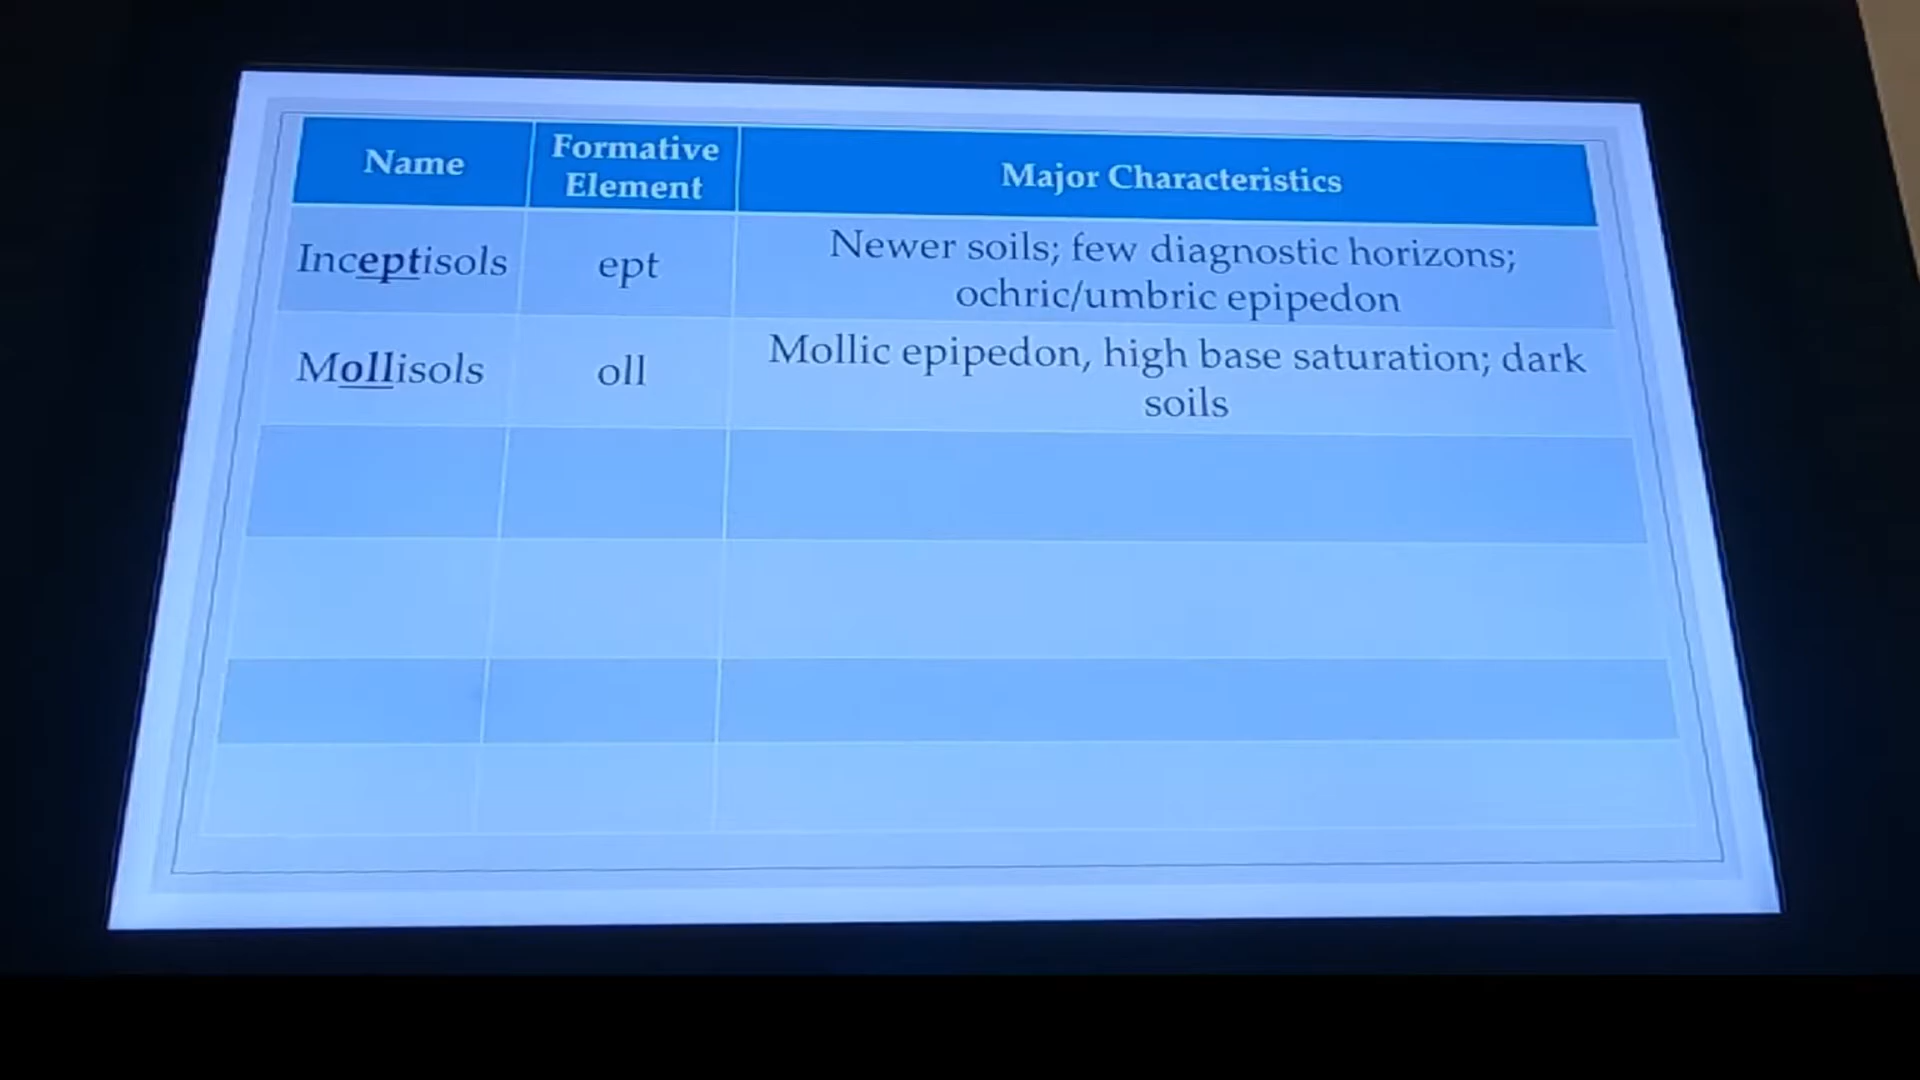 Name
Formative
Element
Major Characteristics
Inceptisols
ept
Newer soils; few diagnostic horizons;
ochric/umbric epipedon
Mollisols
oll
Mollic epipedon, high base saturation; dark
soils